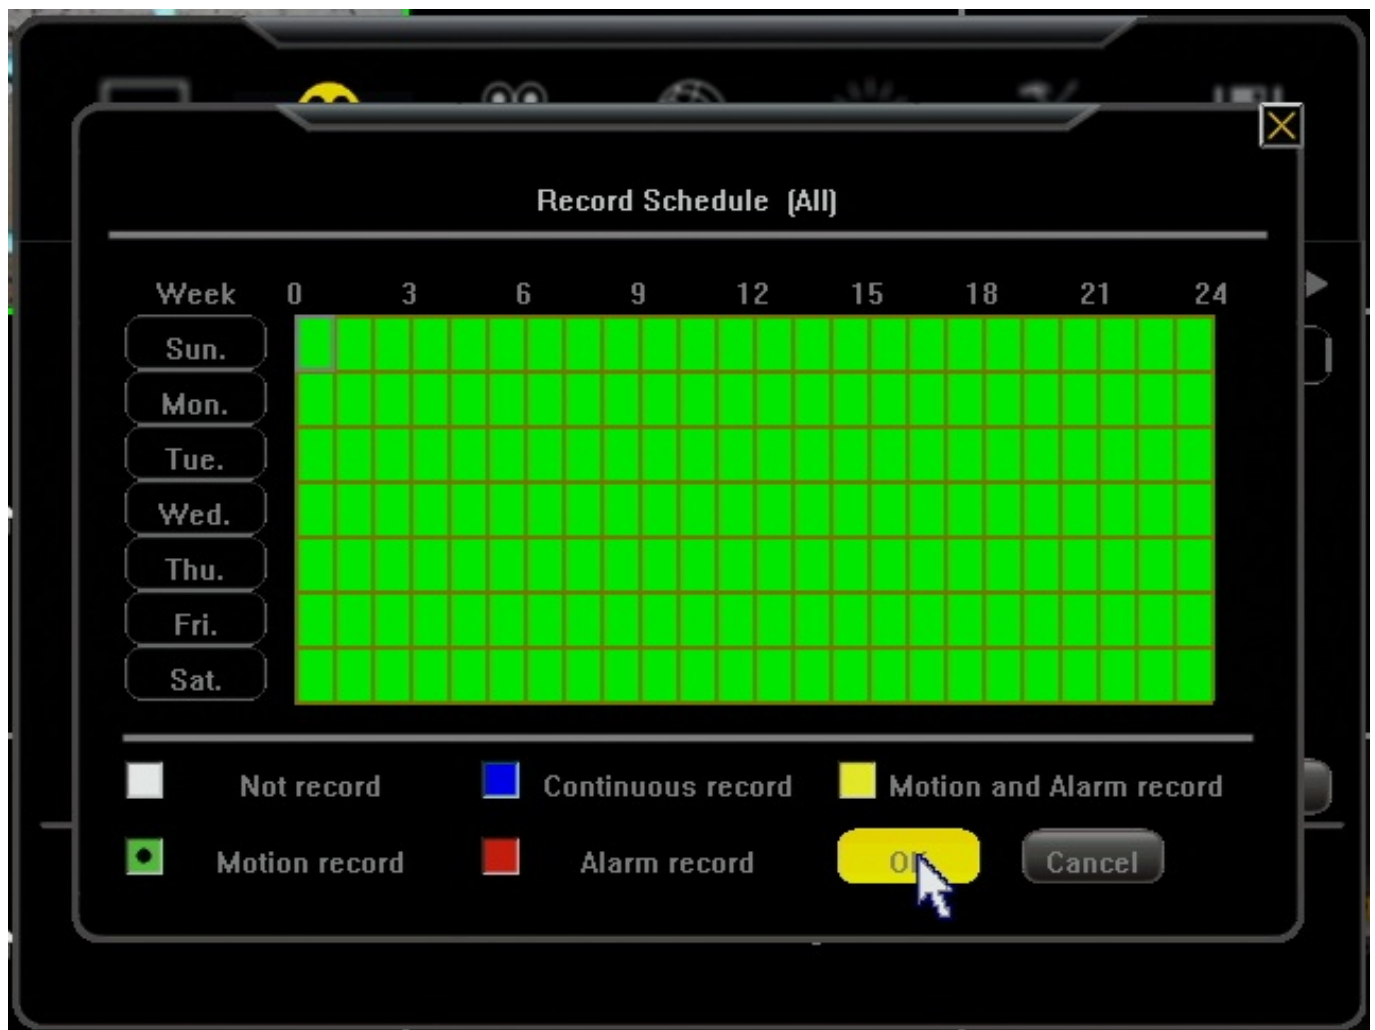 Record Schedule (All)
Week 0 3 6 9 12 15 18 21 24
Sun.
Mon.
Tue.
Wed.
Thu.
Fri.
Sat.
Not record Continuous record Motion and Alarm record
Motion record Alarm record OK Cancel